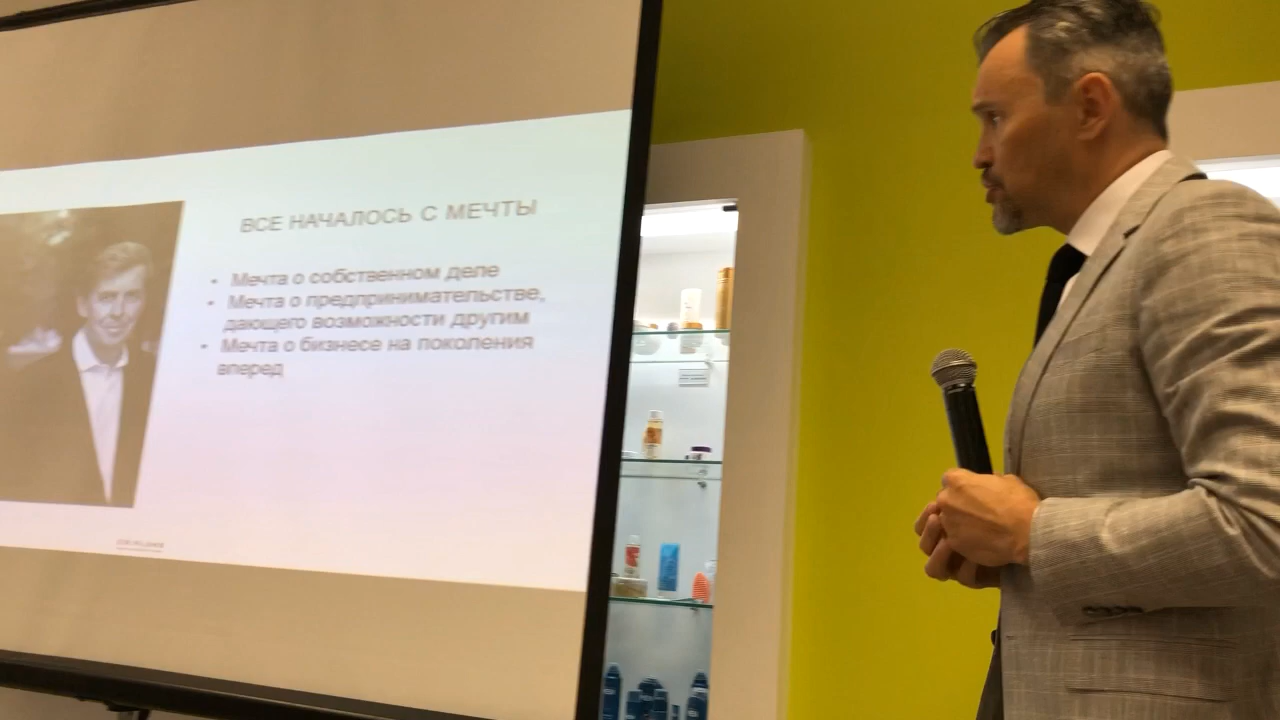 ВСЕ НАЧАЛОСЬ С МЕЧТЫ
• Мечта о собственном деле
• Мечта о предпринимательстве,
дающего возможности другим
• Мечта о бизнесе на поколения
вперед